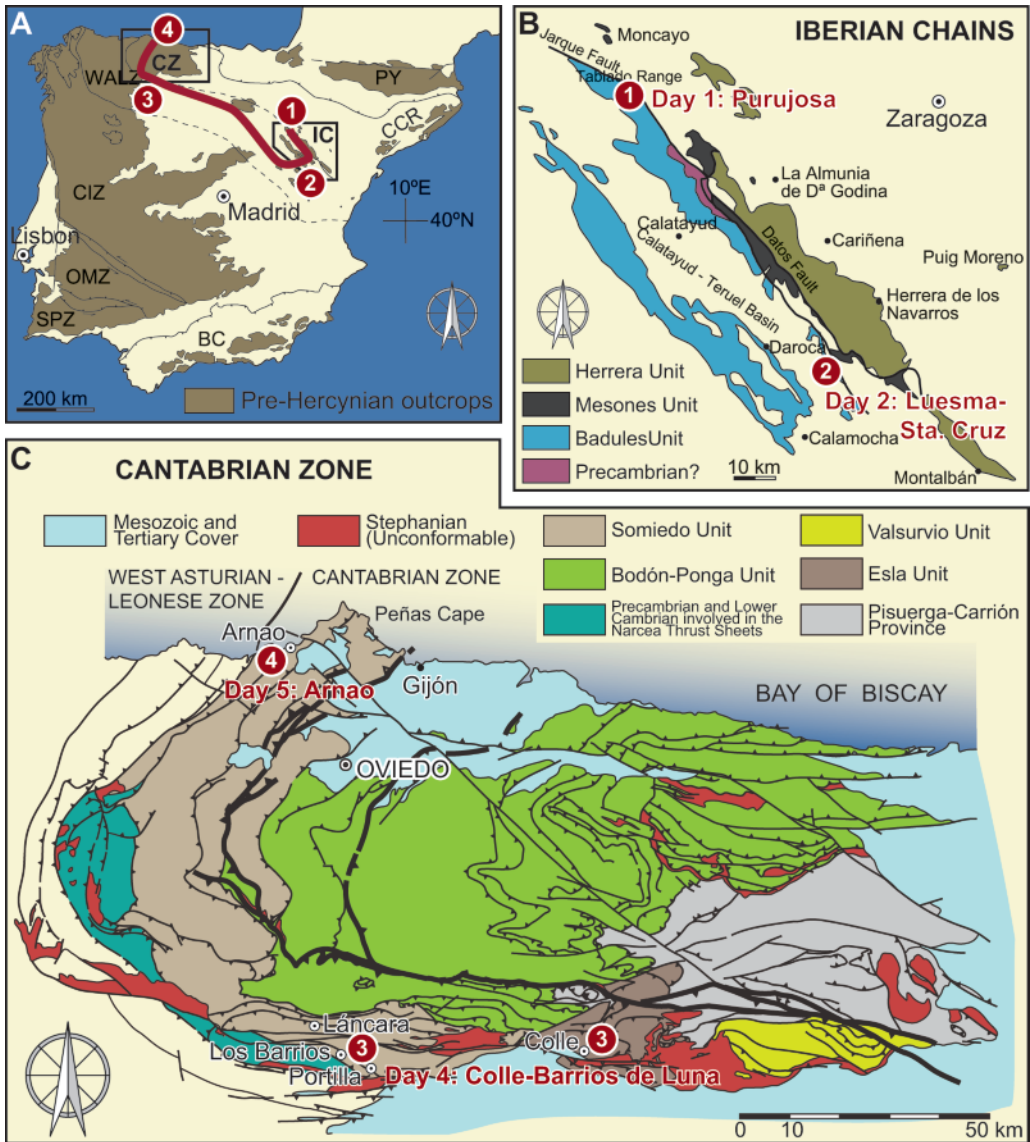 A
4
CZ
WALZ
3
PY
1
IC
CCR
2
CIZ
Madrid
10ºE
40ºN
Lisbon
OMZ
SPZ
BC
200 km
Pre-Hercynian outcrops
B
IBERIAN CHAINS
Moncayo
Jarque Fault
Tablado Range
1
Day 1: Purujosa
Zaragoza
La Almunia
de Dª Godina
Calatayud
Cariñena
Datos Fault
Puig Moreno
Calatayud - Teruel Basin
Herrera de los
Navarros
Daroca
2
Day 2: Luesma-
Sta. Cruz
Calamocha
Montalbán
Herrera Unit
Mesones Unit
BadulesUnit
Precambrian?
10 km
C
CANTABRIAN ZONE
Mesozoic and
Tertiary Cover
Stephanian
(Unconformable)
Somiedo Unit
Bodón-Ponga Unit
Precambrian and Lower
Cambrian involved in the
Narcea Thrust Sheets
Valsurvio Unit
Esla Unit
Pisuerga-Carrión
Province
WEST ASTURIAN -
LEONESE ZONE
CANTABRIAN ZONE
Peñas Cape
Arnao
4
Day 5: Arnao
Gijón
BAY OF BISCAY
OVIEDO
Láncara
Los Barrios
3
Portilla
Colle
3
Day 4: Colle-Barrios de Luna
0 10 50 km